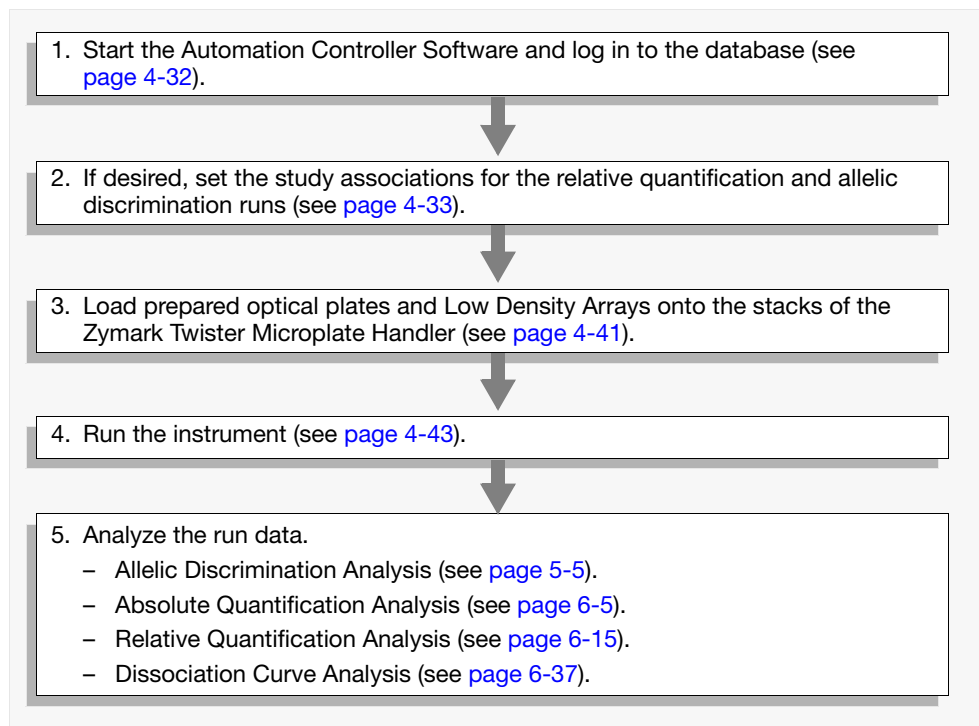 1. Start the Automation Controller Software and log in to the database (see
page 4-32).
2. If desired, set the study associations for the relative quantification and allelic
discrimination runs (see page 4-33).
3. Load prepared optical plates and Low Density Arrays onto the stacks of the
Zymark Twister Microplate Handler (see page 4-41).
4. Run the instrument (see page 4-43).
5. Analyze the run data.
– Allelic Discrimination Analysis (see page 5-5).
– Absolute Quantification Analysis (see page 6-5).
– Relative Quantification Analysis (see page 6-15).
– Dissociation Curve Analysis (see page 6-37).